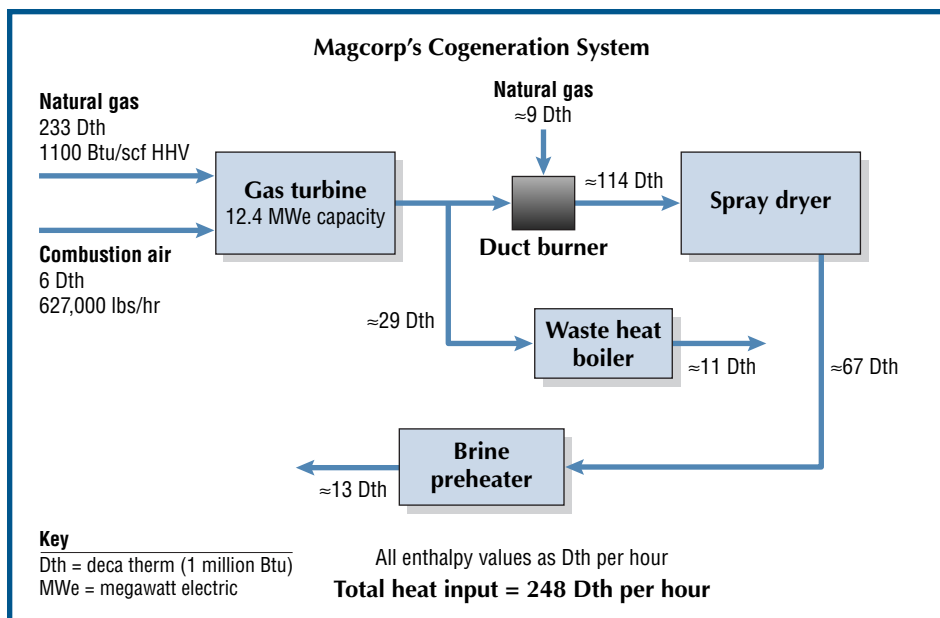 Magcorp's Cogeneration System
Natural gas
233 Dth
1100 Btu/scf HHV
Natural gas
≈9 Dth
Gas turbine
12.4 MWe capacity
≈114 Dth
Spray dryer
Duct burner
Combustion air
6 Dth
627,000 lbs/hr
≈29 Dth
Waste heat
boiler
≈11 Dth
≈67 Dth
Brine
preheater
≈13 Dth
Key
Dth = deca therm (1 million Btu)
MWe = megawatt electric
All enthalpy values as Dth per hour
Total heat input = 248 Dth per hour